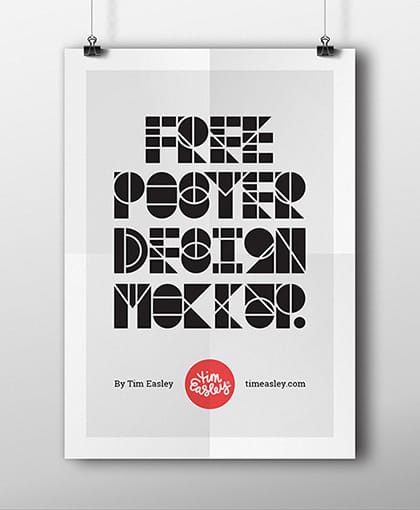 FREE
POSTER
DESIGN
MOCKUP.
By Tim Easley
Tim
Easley
timeasley.com